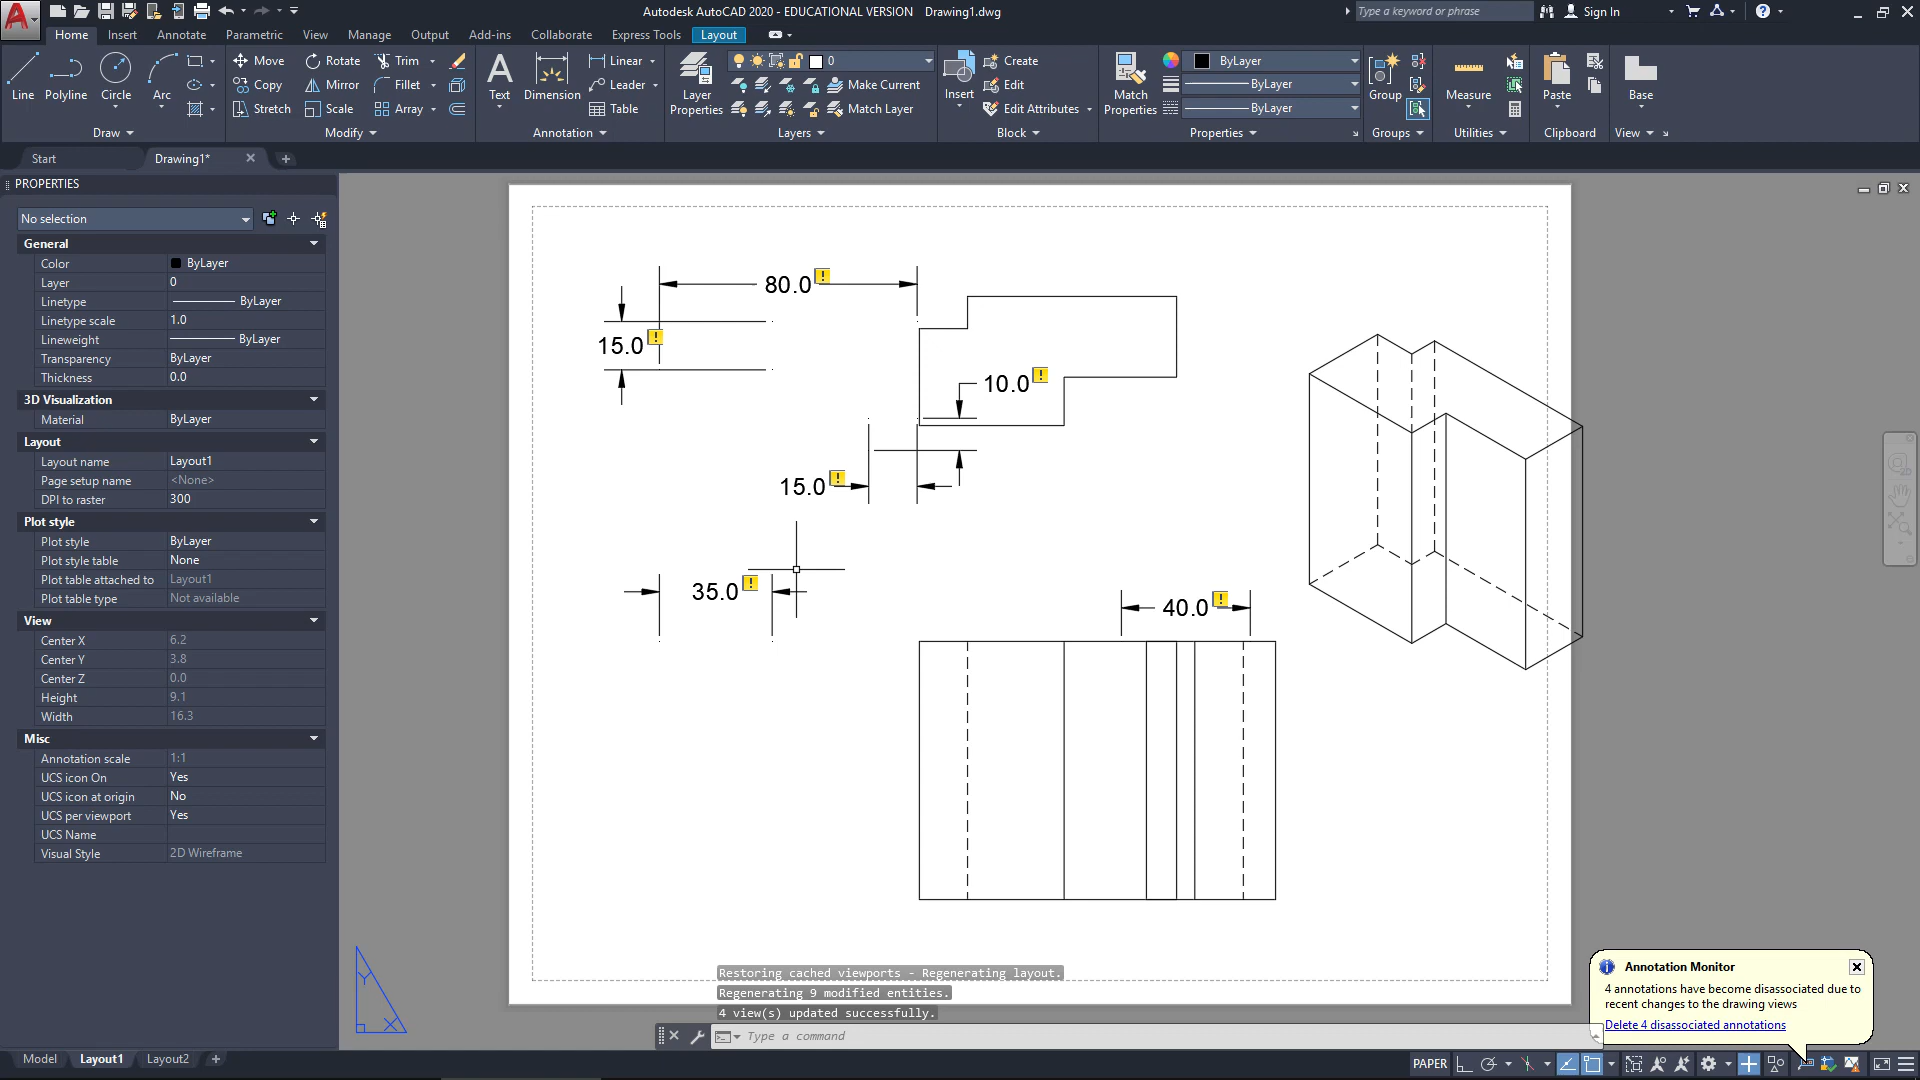 Autodesk AutoCAD 2020 - EDUCATIONAL VERSION Drawing1.dwg
Type a keyword or phrase
Sign In
Home Insert Annotate Parametric View Manage Output Add-ins Collaborate Express Tools Layout
Line Polyline Circle Arc
Draw
Move Rotate Trim
Copy Mirror Fillet
Stretch Scale Array
Modify
Text Dimension
Linear
Leader
Table
Annotation
Layer Properties
0
Make Current
Match Layer
Layers
Insert
Create
Edit
Edit Attributes
Block
Match Properties
ByLayer
ByLayer
ByLayer
Properties
Group
Groups
Measure
Utilities
Paste
Clipboard
Base
View
Start
Drawing1*
PROPERTIES
No selection
General
Color ByLayer
Layer 0
Linetype ByLayer
Linetype scale 1.0
Lineweight ByLayer
Transparency ByLayer
Thickness 0.0
3D Visualization
Material ByLayer
Layout
Layout name Layout1
Page setup name <None>
DPI to raster 300
Plot style
Plot style ByLayer
Plot style table None
Plot table attached to Layout1
Plot table type Not available
View
Center X 6.2
Center Y 3.8
Center Z 0.0
Height 9.1
Width 16.3
Misc
Annotation scale 1:1
UCS icon On Yes
UCS icon at origin No
UCS per viewport Yes
UCS Name
Visual Style 2D Wireframe
80.0
15.0
10.0
15.0
35.0
40.0
Y
X
Restoring cached viewports - Regenerating layout.
Regenerating 9 modified entities.
4 view(s) updated successfully.
Type a command
Annotation Monitor
4 annotations have become disassociated due to
recent changes to the drawing views
Delete 4 disassociated annotations
Model Layout1 Layout2
PAPER